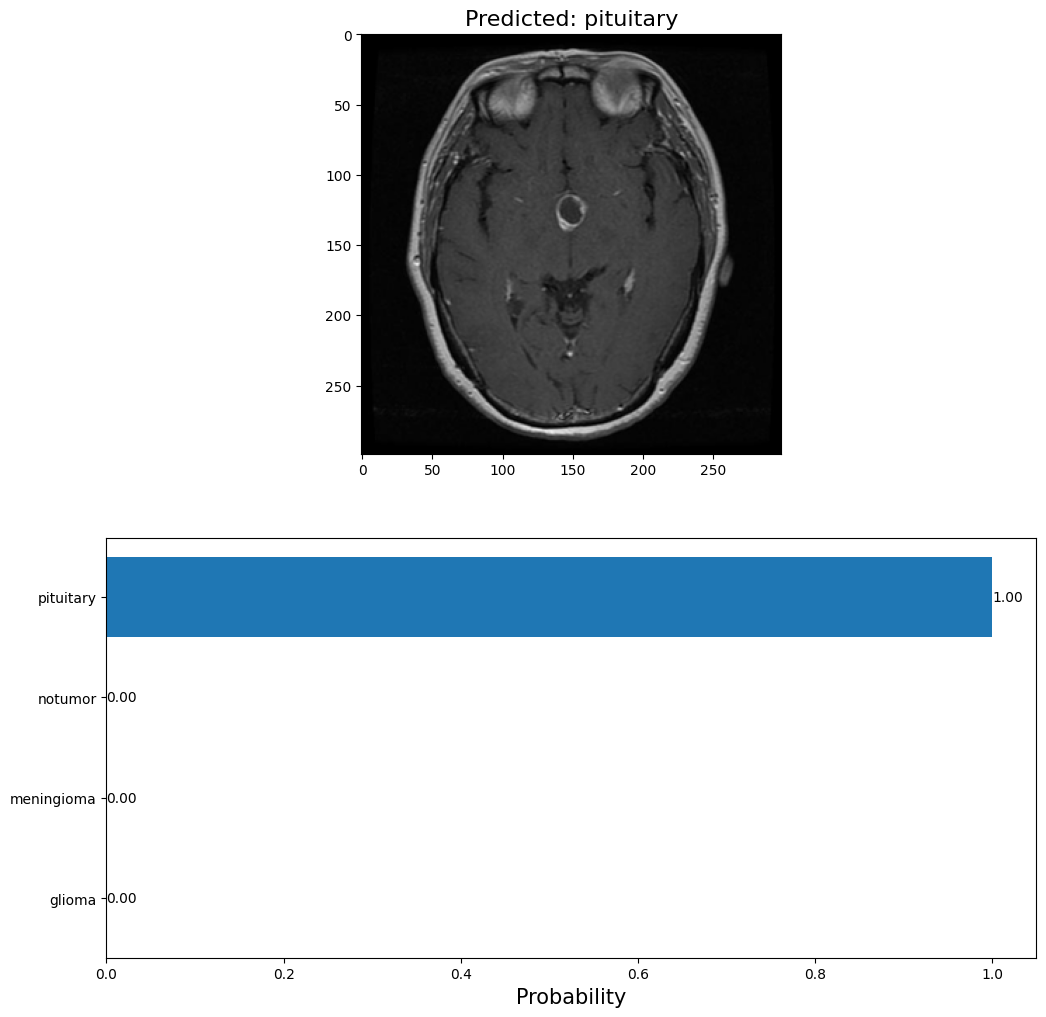 Predicted: pituitary
0
50
100
150
200
250
0 50 100 150 200 250
pituitary 1.00
notumor 0.00
meningioma 0.00
glioma 0.00
0.0 0.2 0.4 0.6 0.8 1.0
Probability